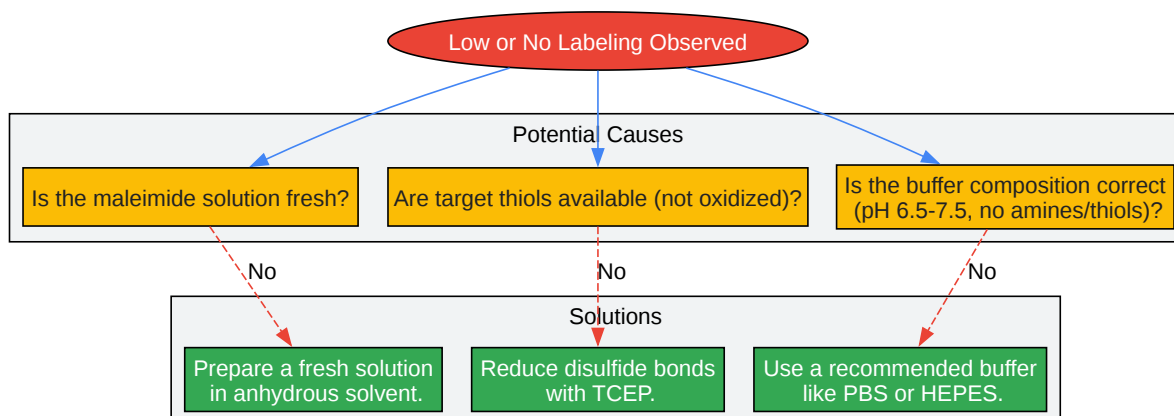 Low or No Labeling Observed
Potential Causes
Is the maleimide solution fresh?
Are target thiols available (not oxidized)?
Is the buffer composition correct
(pH 6.5-7.5, no amines/thiols)?
No
No
No
Solutions
Prepare a fresh solution
in anhydrous solvent.
Reduce disulfide bonds
with TCEP.
Use a recommended buffer
like PBS or HEPES.